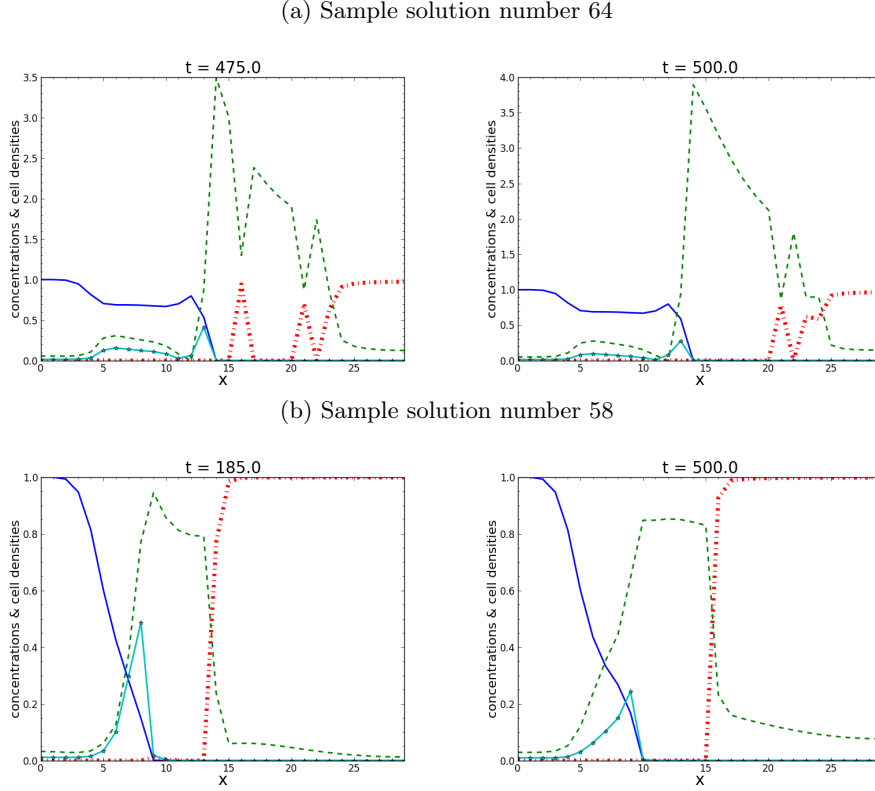 (a) Sample solution number 64
t = 475.0
concentrations & cell densities
3.5
3.0
2.5
2.0
1.5
1.0
0.5
0.0
0 5 10 15 20 25
x
t = 500.0
concentrations & cell densities
4.0
3.5
3.0
2.5
2.0
1.5
1.0
0.5
0.0
0 5 10 15 20 25
x
(b) Sample solution number 58
t = 185.0
concentrations & cell densities
1.0
0.8
0.6
0.4
0.2
0.0
0 5 10 15 20 25
x
t = 500.0
concentrations & cell densities
1.0
0.8
0.6
0.4
0.2
0.0
0 5 10 15 20 25
x